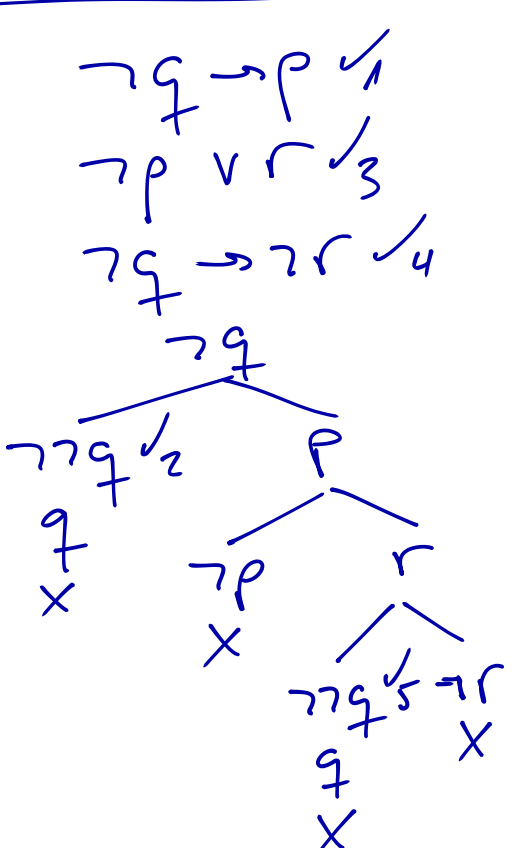 ¬q → p ✓1
¬p ∨ r ✓3
¬q → ¬r ✓4
¬q
¬¬q ✓2 p
q ¬p r
x x
¬¬q ✓5 ¬r
q x
x